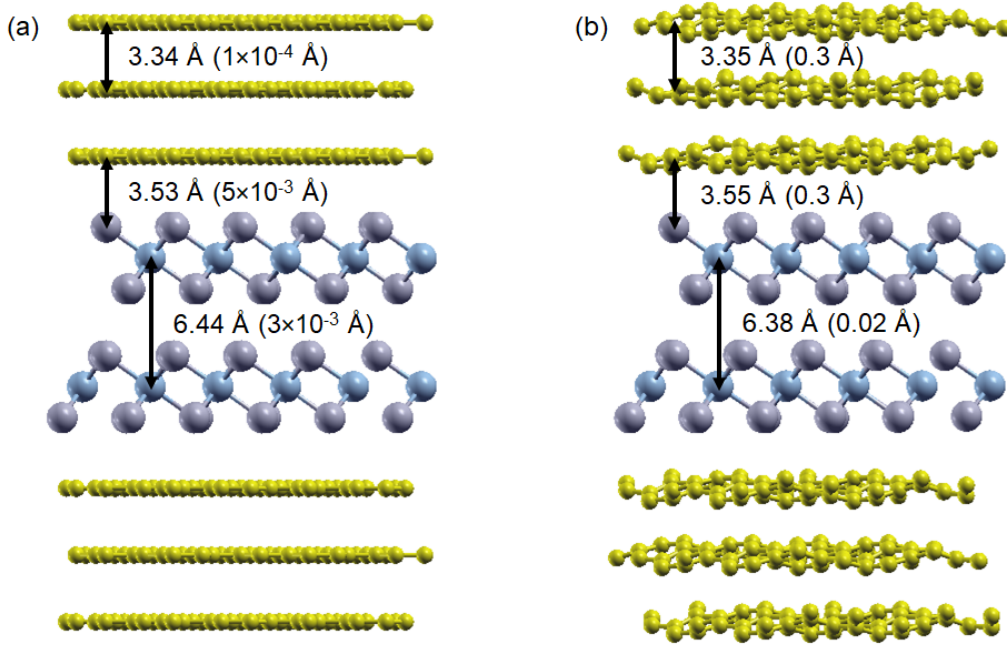 (a)
3.34 Å (1×10⁻⁴ Å)
3.53 Å (5×10⁻³ Å)
6.44 Å (3×10⁻³ Å)
(b)
3.35 Å (0.3 Å)
3.55 Å (0.3 Å)
6.38 Å (0.02 Å)